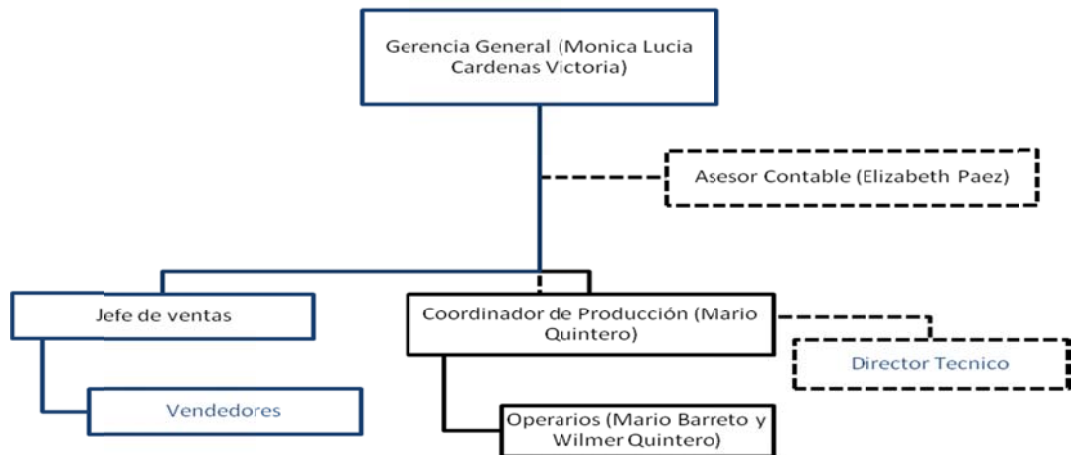 Gerencia General (Monica Lucia
Cardenas Victoria)
Asesor Contable (Elizabeth Paez)
Jefe de ventas
Coordinador de Producción (Mario
Quintero)
Director Tecnico
Vendedores
Operarios (Mario Barreto y
Wilmer Quintero)